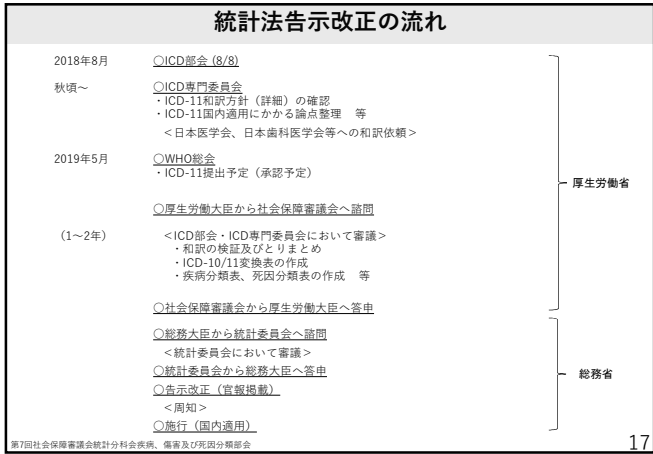 統計法告示改正の流れ
2018年8月 ○ICD部会 (8/8)
秋頃～ ○ICD専門委員会
・ICD-11和訳方針（詳細）の確認
・ICD-11国内適用にかかる論点整理　等
＜日本医学会、日本歯科医学会等への和訳依頼＞
2019年5月 ○WHO総会
・ICD-11提出予定（承認予定）
厚生労働省
○厚生労働大臣から社会保障審議会へ諮問
（1～2年） ＜ICD部会・ICD専門委員会において審議＞
・和訳の検証及びとりまとめ
・ICD-10/11変換表の作成
・疾病分類表、死因分類表の作成　等
○社会保障審議会から厚生労働大臣へ答申
○総務大臣から統計委員会へ諮問
＜統計委員会において審議＞
○統計委員会から総務大臣へ答申
総務省
○告示改正（官報掲載）
＜周知＞
○施行（国内適用）
第7回社会保障審議会統計分科会疾病、傷害及び死因分類部会
17